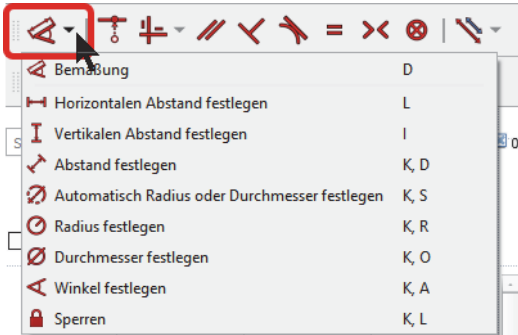 Bemaßung D
Horizontalen Abstand festlegen L
Vertikalen Abstand festlegen I
Abstand festlegen K, D
Automatisch Radius oder Durchmesser festlegen K, S
Radius festlegen K, R
Durchmesser festlegen K, O
Winkel festlegen K, A
Sperren K, L